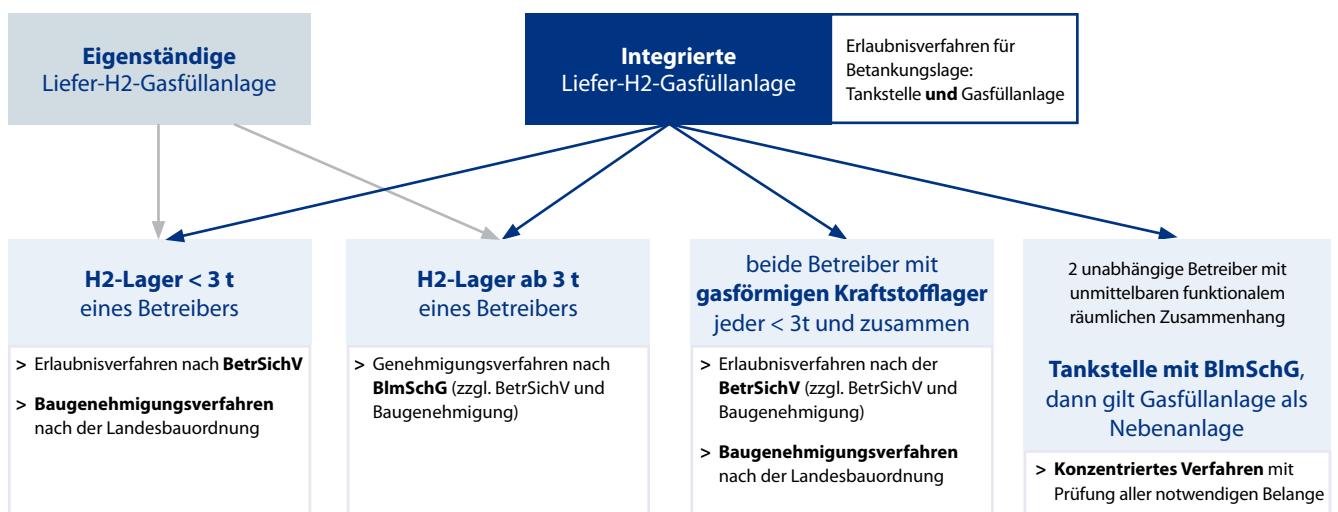 Eigenständige
Liefer-H2-Gasfüllanlage
Integrierte
Liefer-H2-Gasfüllanlage
Erlaubnisverfahren für
Betankungslage:
Tankstelle und Gasfüllanlage
H2-Lager < 3 t
eines Betreibers
> Erlaubnisverfahren nach BetrSichV
> Baugenehmigungsverfahren
nach der Landesbauordnung
H2-Lager ab 3 t
eines Betreibers
> Genehmigungsverfahren nach
BlmSchG (zzgl. BetrSichV und
Baugenehmigung)
beide Betreiber mit
gasförmigen Kraftstofflager
jeder < 3t und zusammen
> Erlaubnisverfahren nach der
BetrSichV (zzgl. BetrSichV und
Baugenehmigung)
> Baugenehmigungsverfahren
nach der Landesbauordnung
2 unabhängige Betreiber mit
unmittelbaren funktionalem
räumlichen Zusammenhang
Tankstelle mit BlmSchG,
dann gilt Gasfüllanlage als
Nebenanlage
> Konzentriertes Verfahren mit
Prüfung aller notwendigen Belange